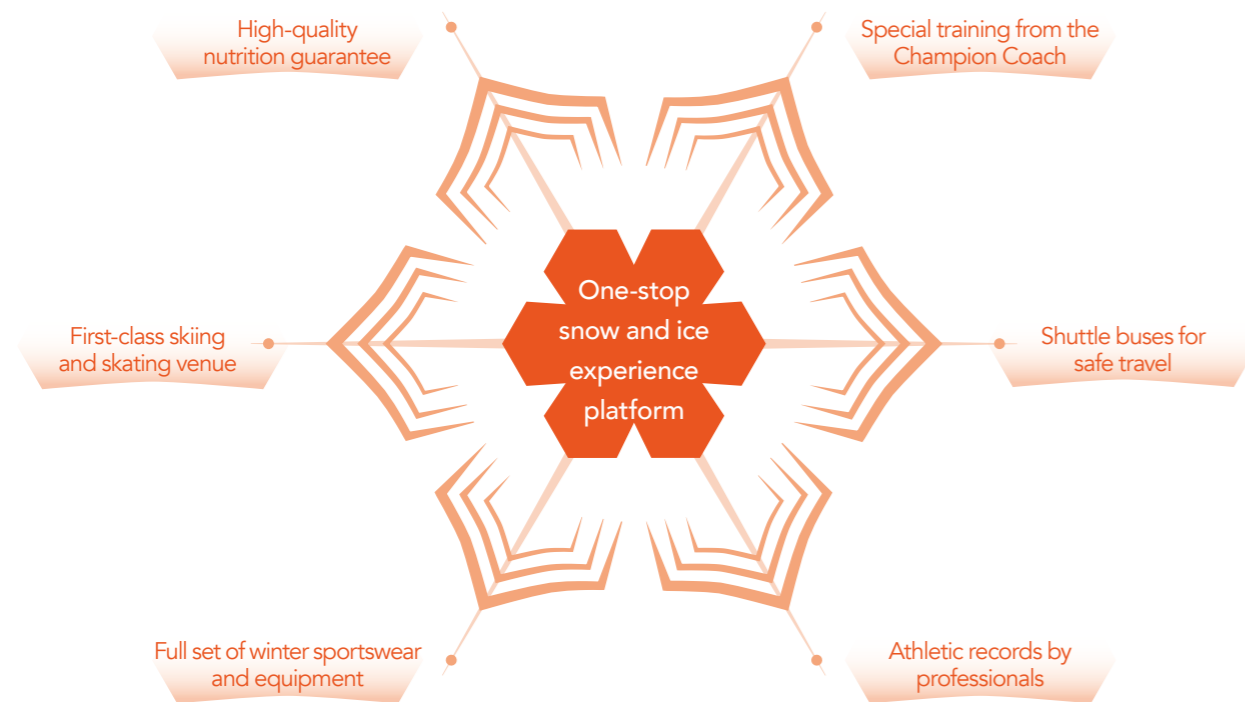 High-quality
nutrition guarantee
Special training from the
Champion Coach
One-stop
snow and ice
experience
platform
First-class skiing
and skating venue
Shuttle buses for
safe travel
Full set of winter sportswear
and equipment
Athletic records by
professionals